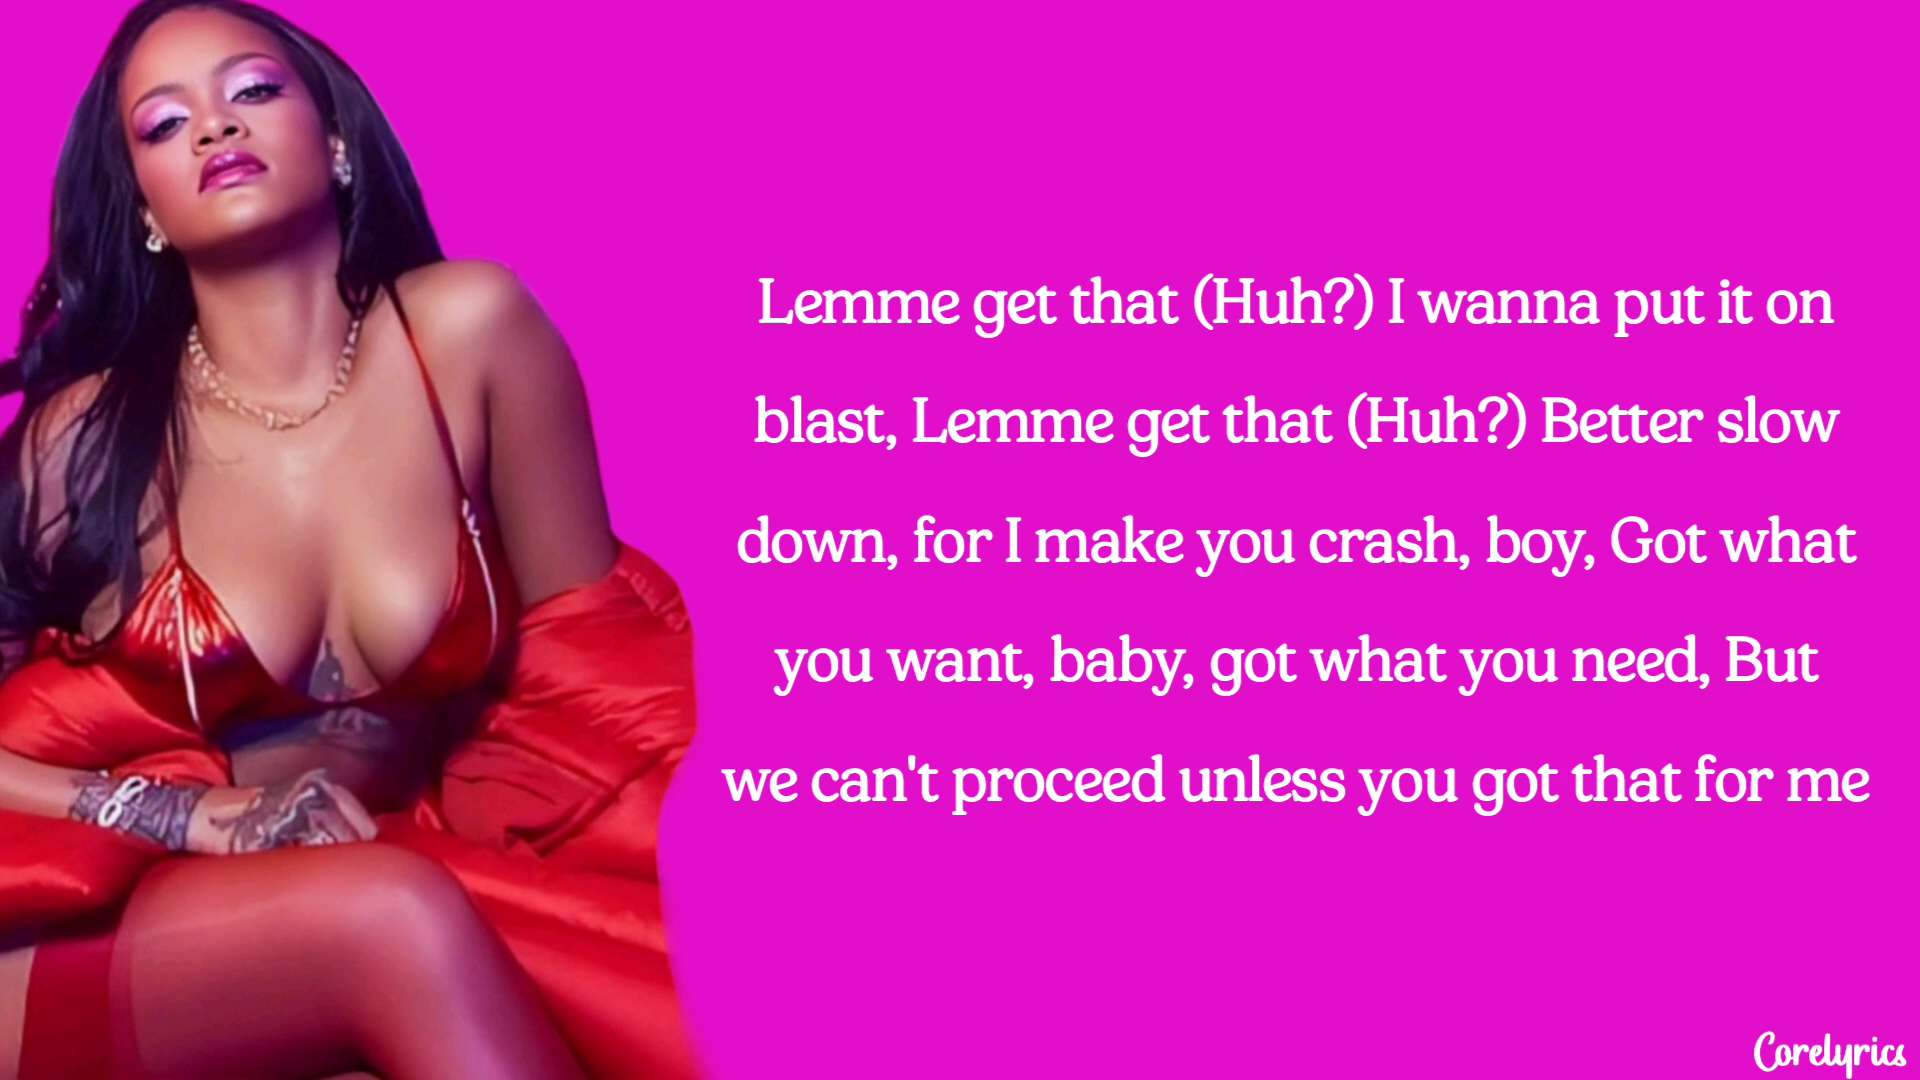 Lemme get that (Huh?) I wanna put it on
blast, Lemme get that (Huh?) Better slow
down, for I make you crash, boy, Got what
you want, baby, got what you need, But
we can't proceed unless you got that for me
Corelyrics